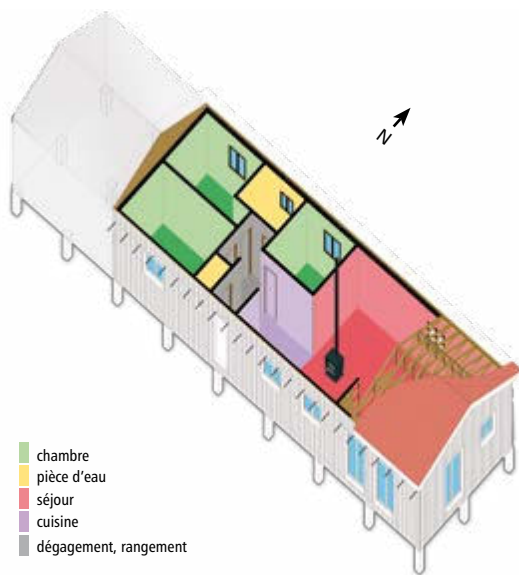 N
chambre
pièce d'eau
séjour
cuisine
dégagement, rangement